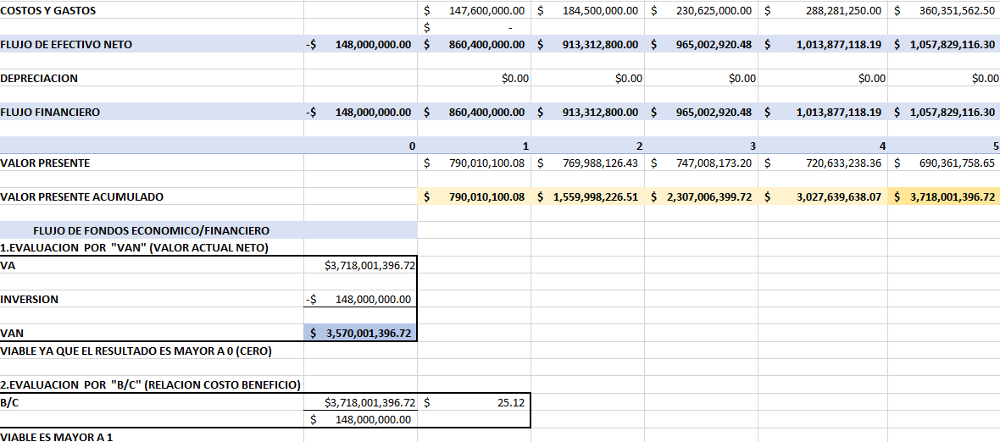 COSTOS Y GASTOS $ 147,600,000.00 $ 184,500,000.00 $ 230,625,000.00 $ 288,281,250.00 $ 360,351,562.50
$ -
FLUJO DE EFECTIVO NETO -$ 148,000,000.00 $ 860,400,000.00 $ 913,312,800.00 $ 965,002,920.48 $ 1,013,877,118.19 $ 1,057,829,116.30
DEPRECIACION $0.00 $0.00 $0.00 $0.00 $0.00
FLUJO FINANCIERO -$ 148,000,000.00 $ 860,400,000.00 $ 913,312,800.00 $ 965,002,920.48 $ 1,013,877,118.19 $ 1,057,829,116.30
0 1 2 3 4 5
VALOR PRESENTE $ 790,010,100.08 $ 769,988,126.43 $ 747,008,173.20 $ 720,633,238.36 $ 690,361,758.65
VALOR PRESENTE ACUMULADO $ 790,010,100.08 $ 1,559,998,226.51 $ 2,307,006,399.72 $ 3,027,639,638.07 $ 3,718,001,396.72
FLUJO DE FONDOS ECONOMICO/FINANCIERO
1.EVALUACION POR "VAN" (VALOR ACTUAL NETO)
VA $3,718,001,396.72
INVERSION -$ 148,000,000.00
VAN $ 3,570,001,396.72
VIABLE YA QUE EL RESULTADO ES MAYOR A 0 (CERO)
2.EVALUACION POR "B/C" (RELACION COSTO BENEFICIO)
B/C $3,718,001,396.72 $ 25.12
$ 148,000,000.00
VIABLE ES MAYOR A 1